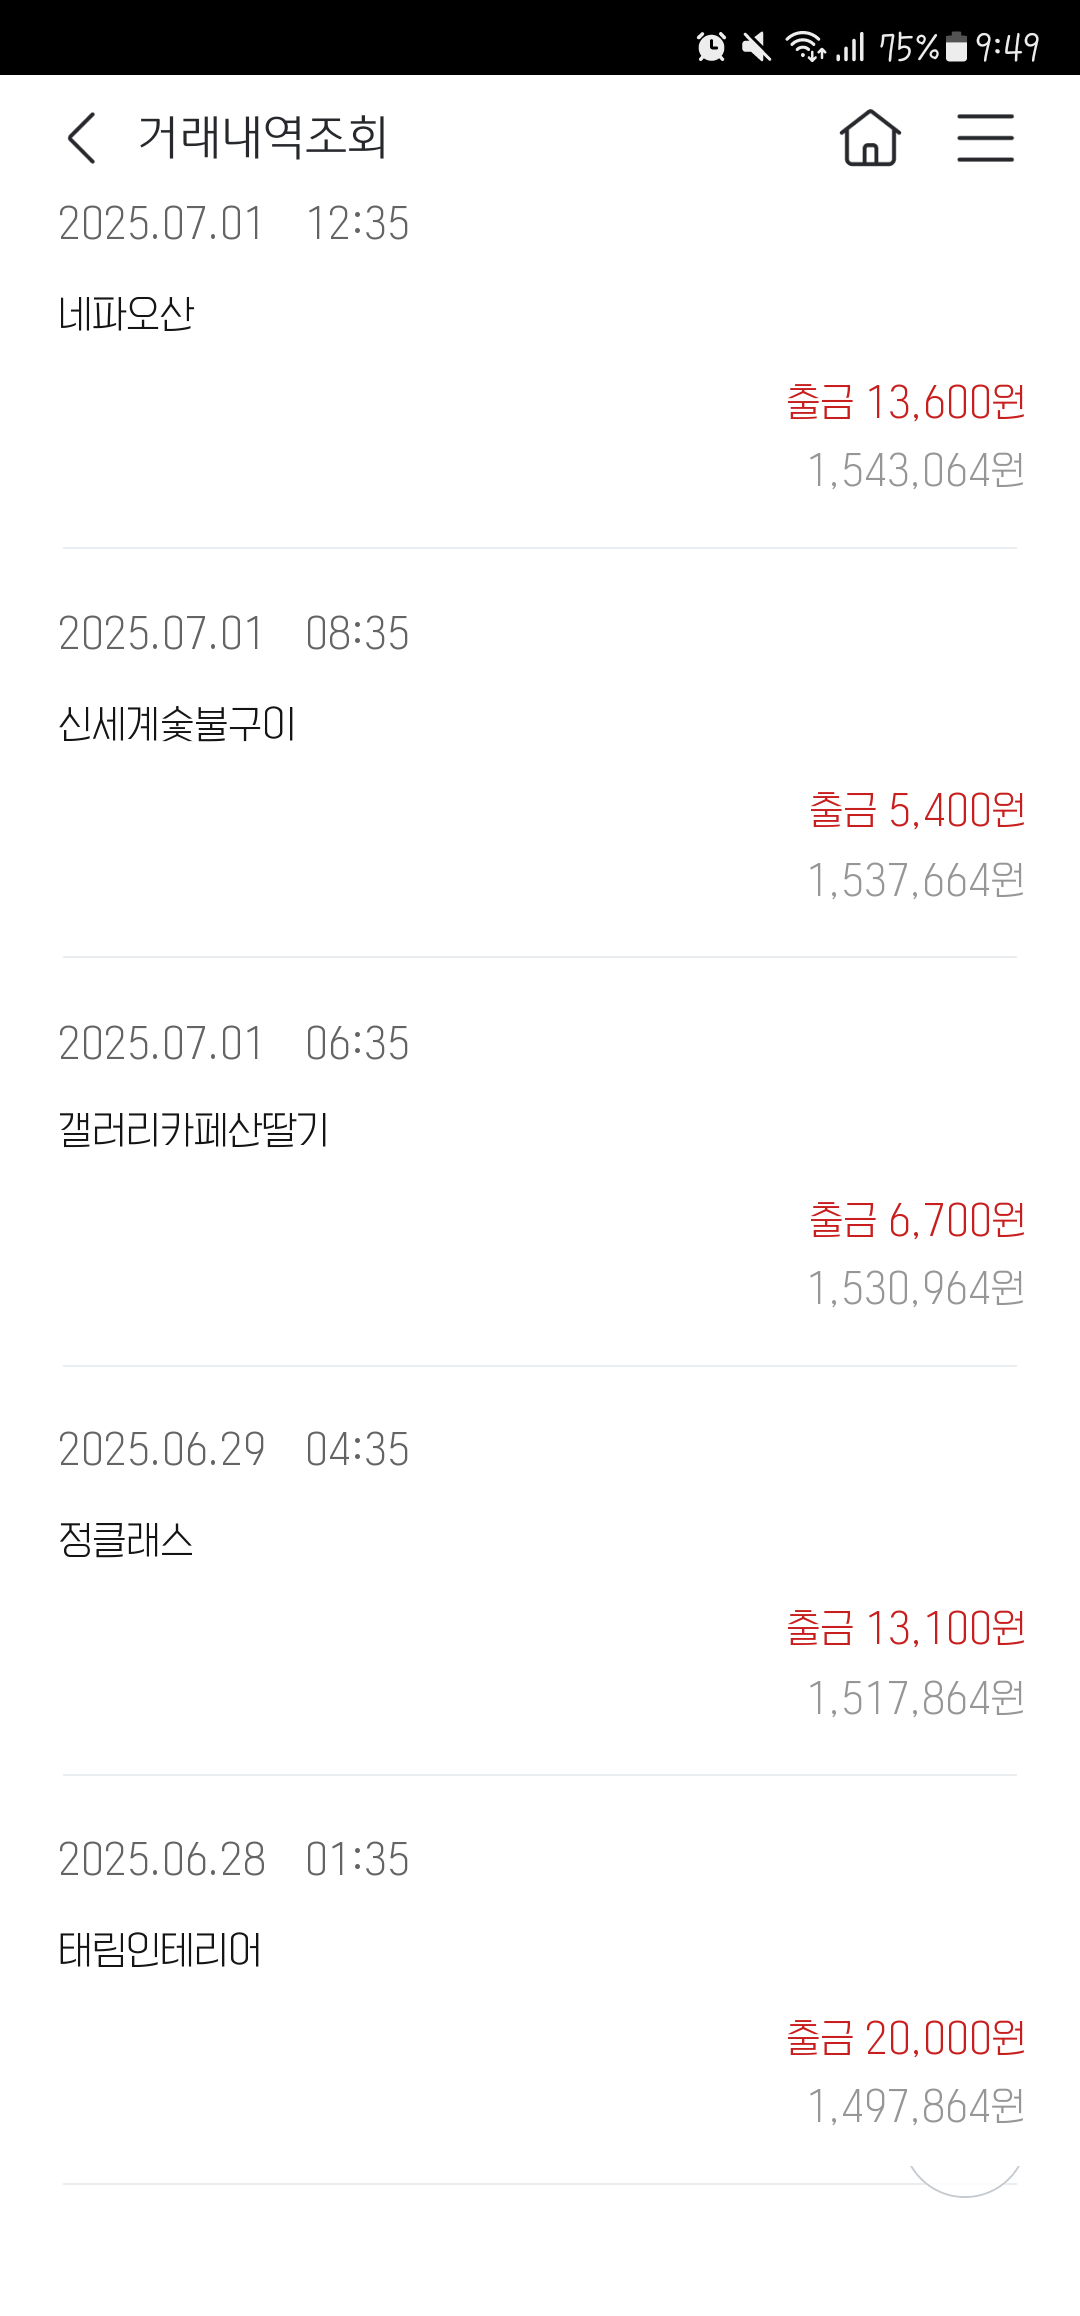 75% 9:49
거래내역조회
2025.07.01 12:35
네파오산
출금 13,600원
1,543,064원
2025.07.01 08:35
신세계숯불구이
출금 5,400원
1,537,664원
2025.07.01 06:35
갤러리카페산딸기
출금 6,700원
1,530,964원
2025.06.29 04:35
정클래스
출금 13,100원
1,517,864원
2025.06.28 01:35
태림인테리어
출금 20,000원
1,497,864원